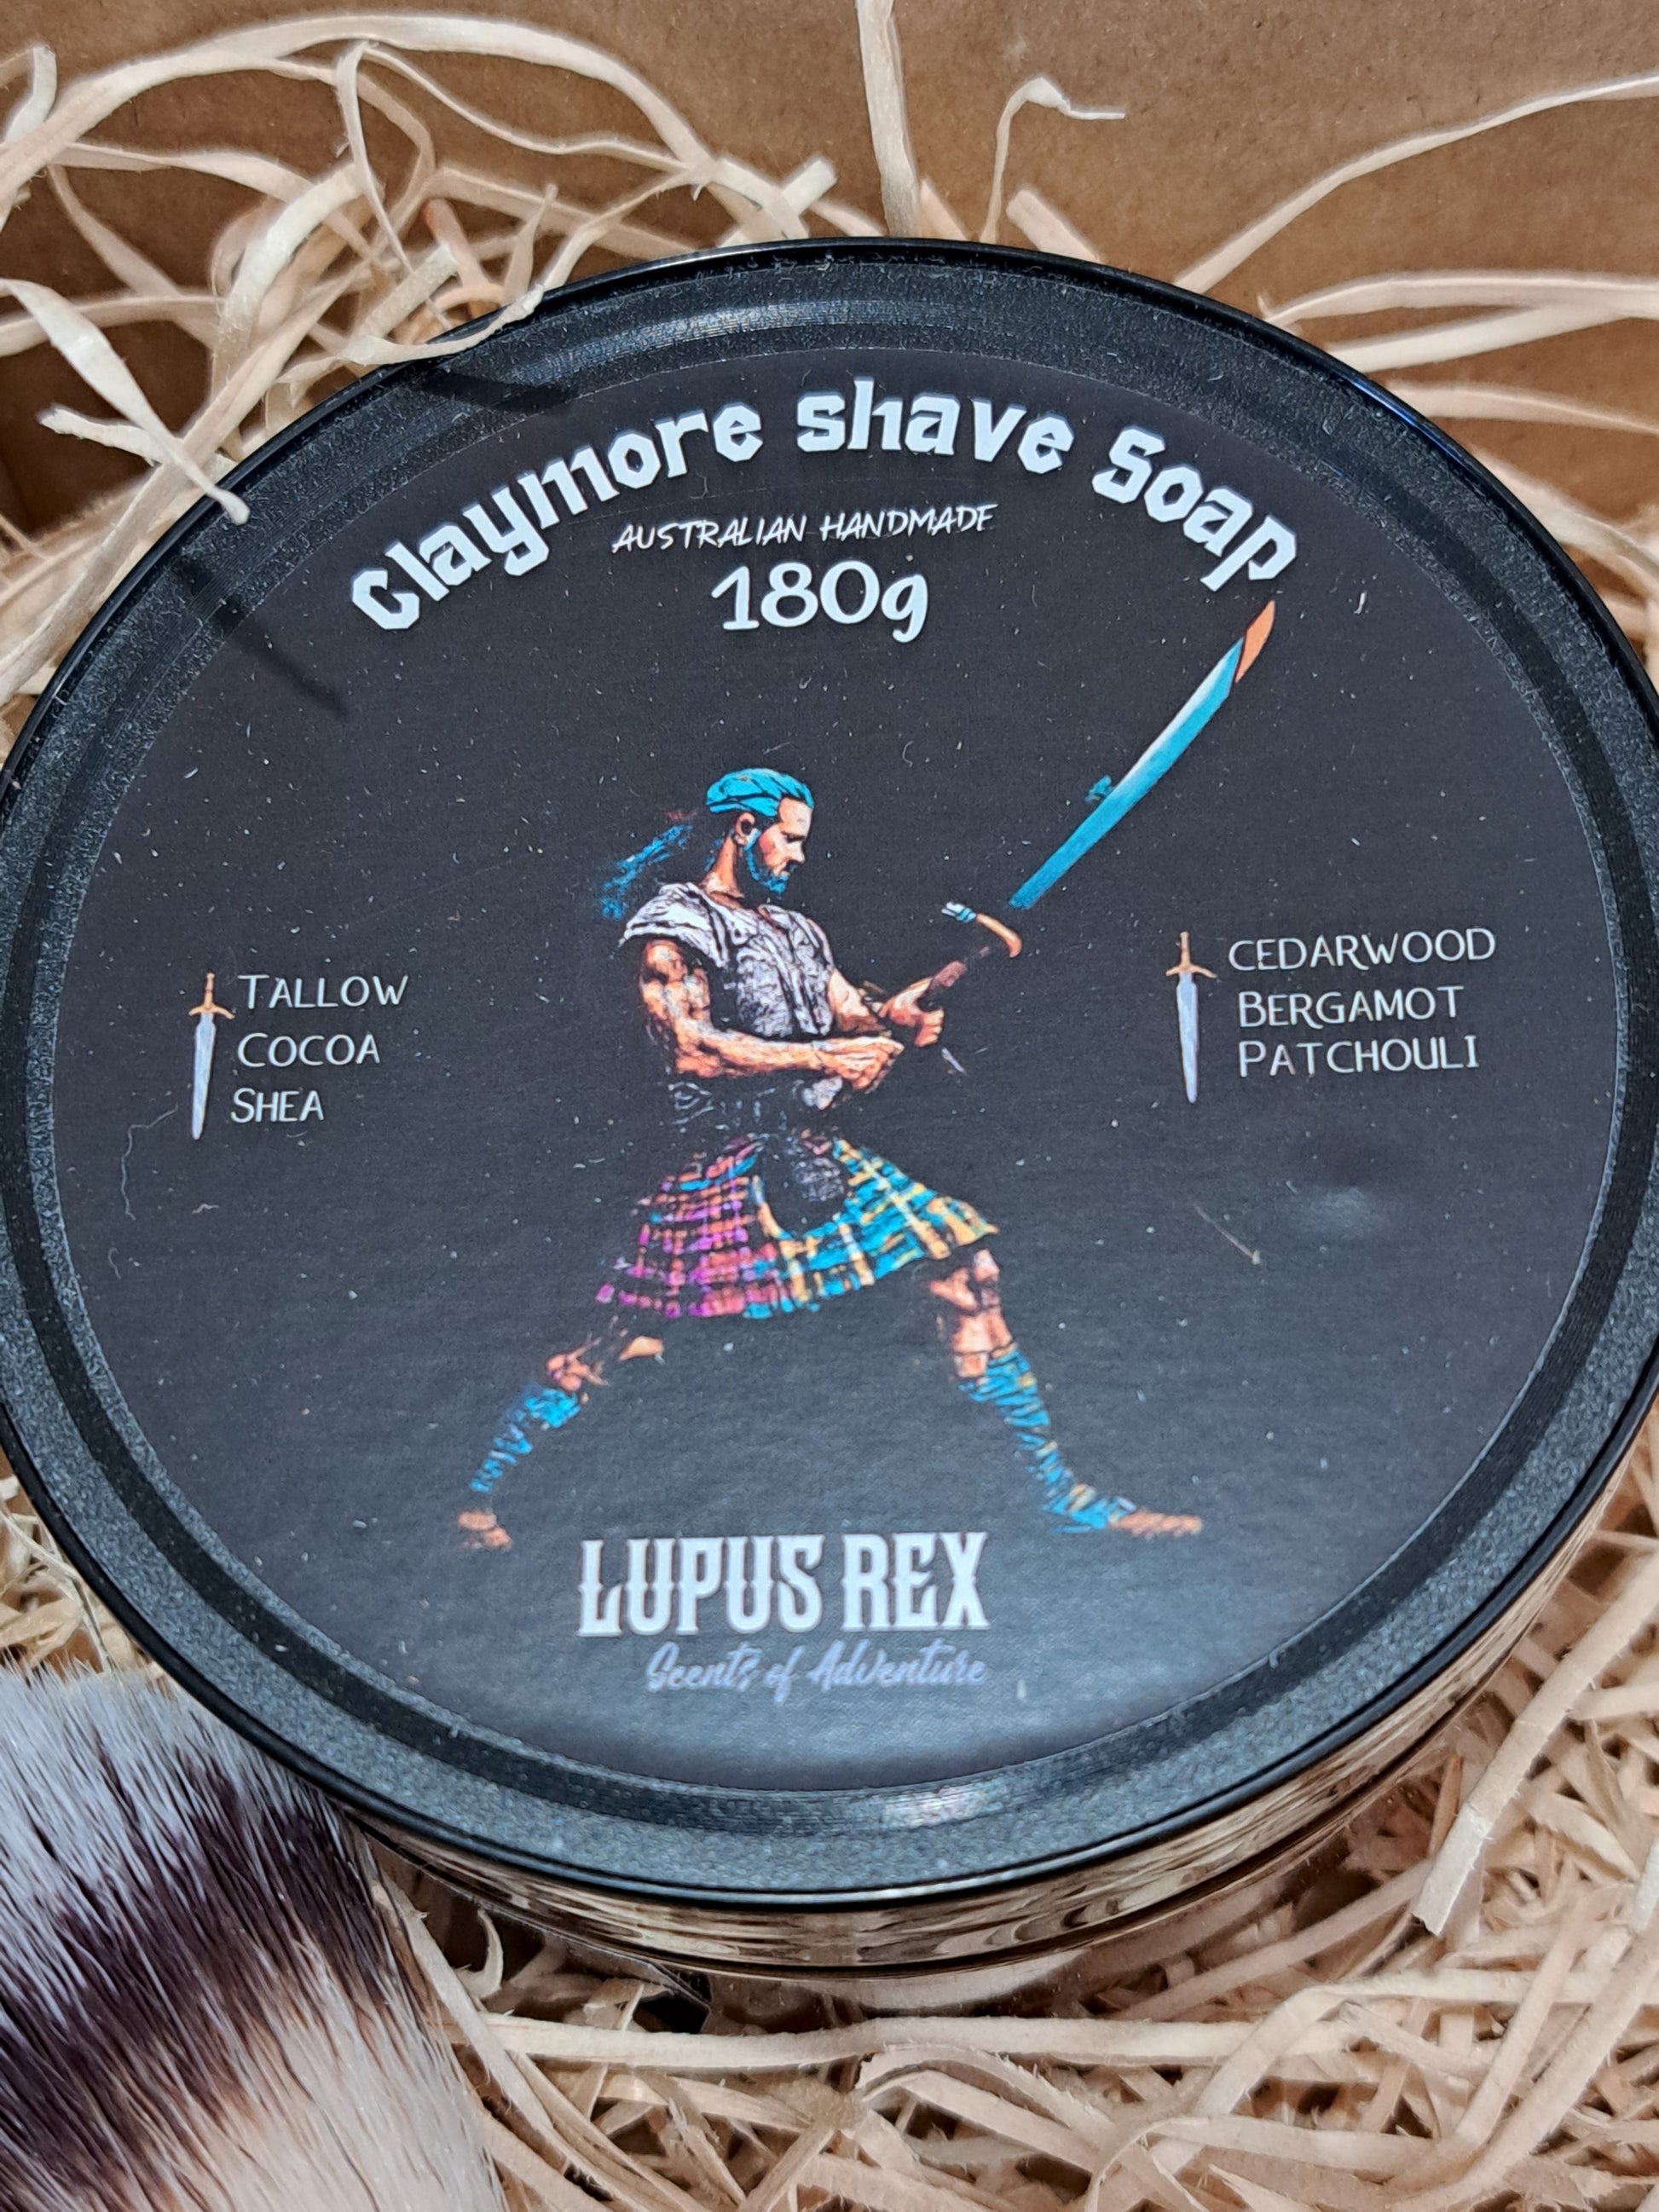 Claymore shave Soap
AUSTRALIAN HANDMADE
180g
TALLOW
COCOA
SHEA
CEDARWOOD
BERGAMOT
PATCHOULI
LUPUS REX
Scents of Adventure